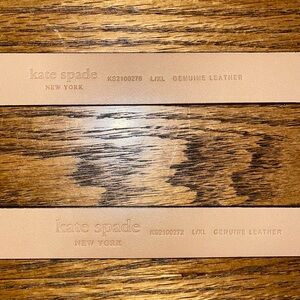 kate spade KS2100276 L/XL GENUINE LEATHER
NEW YORK
kate spade KS2100272 L/XL GENUINE LEATHER
NEW YORK